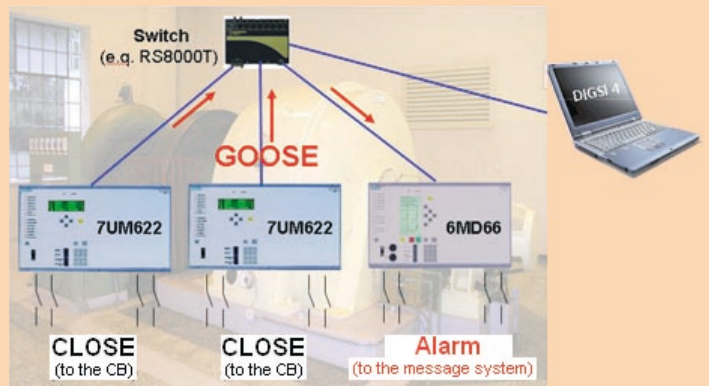 Switch
(e.q. RS8000T)
DIGSI 4
GOOSE
7UM622
7UM622
6MD66
CLOSE
(to the CB)
CLOSE
(to the CB)
Alarm
(to the message system)